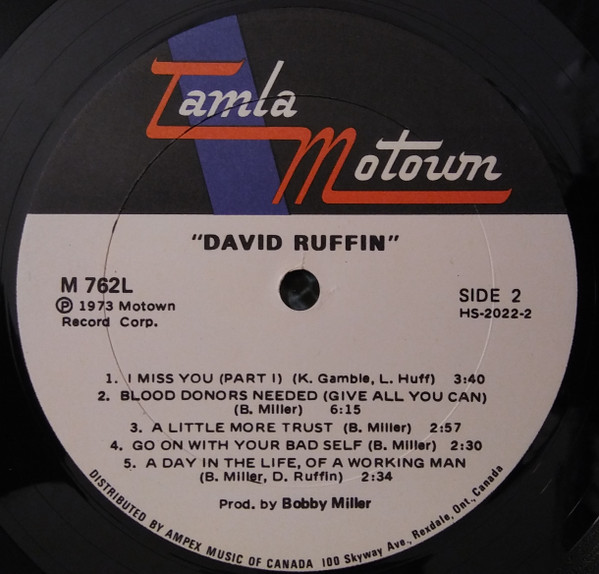 Tamla
Motown
"DAVID RUFFIN"
M 762L
Ⓟ 1973 Motown
Record Corp.
SIDE 2
HS-2022-2
1. I MISS YOU (PART I) (K. Gamble, L. Huff) 3:40
2. BLOOD DONORS NEEDED (GIVE ALL YOU CAN)
(B. Miller) 6:15
3. A LITTLE MORE TRUST (B. Miller) 2:57
4. GO ON WITH YOUR BAD SELF (B. Miller) 2:30
5. A DAY IN THE LIFE, OF A WORKING MAN
(B. Miller, D. Ruffin) 2:34
Prod. by Bobby Miller
DISTRIBUTED BY AMPEX MUSIC OF CANADA 100 Skyway Ave., Rexdale, Ont., Canada